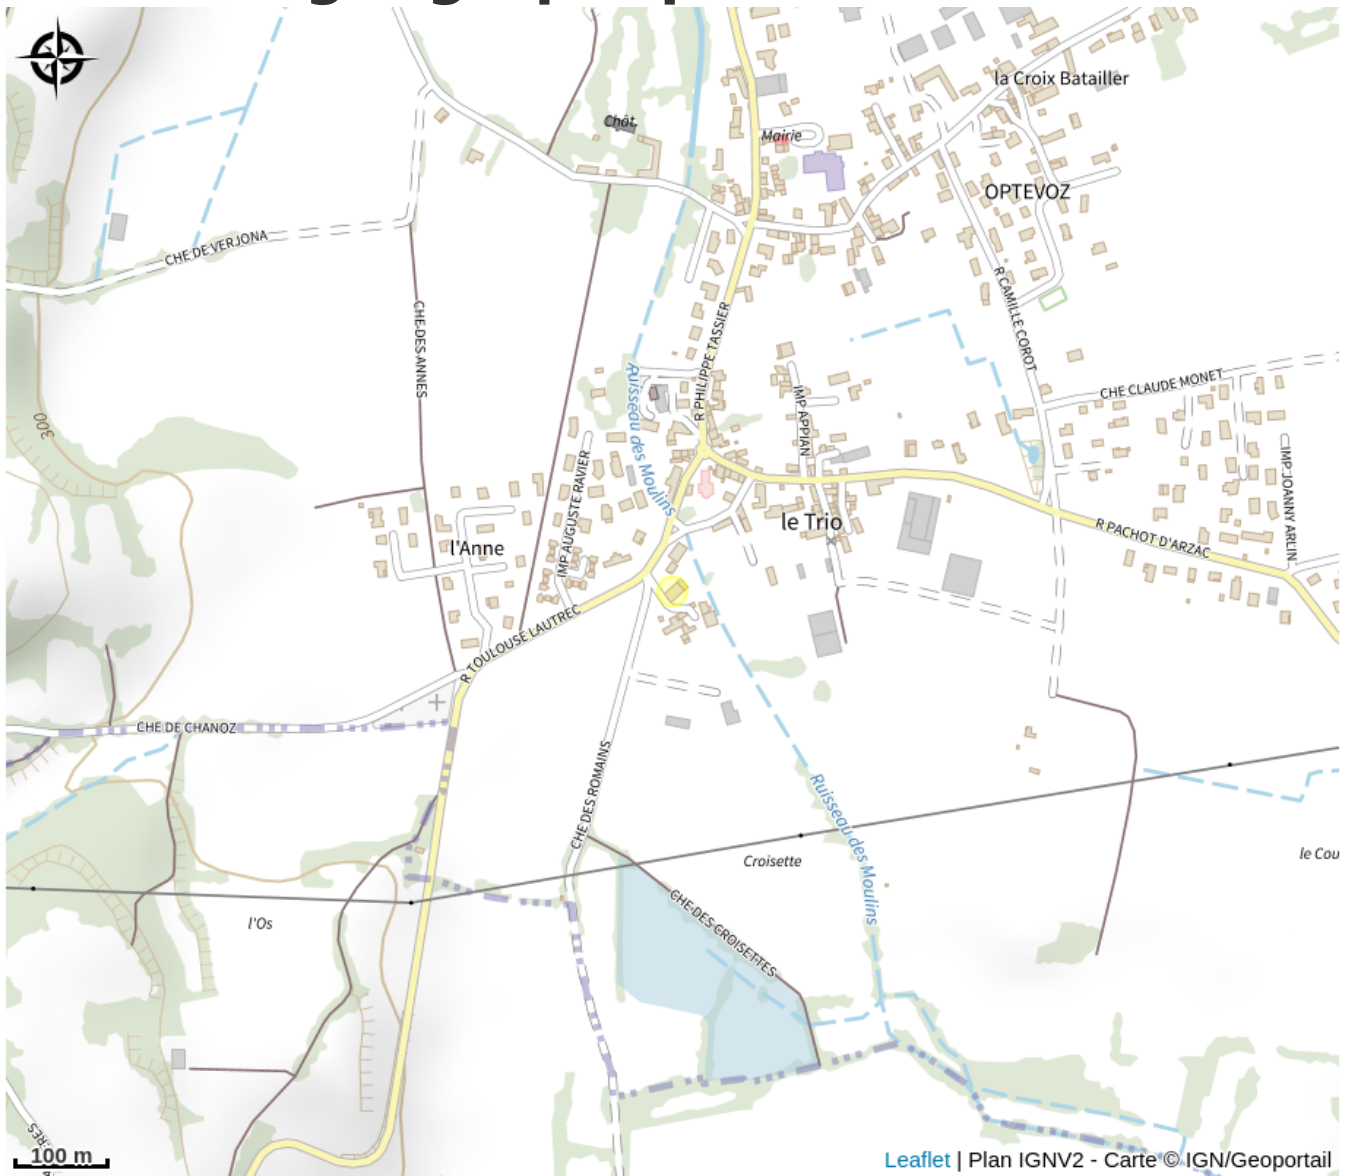 la Croix Batailler
Chât.
Mairie
OPTEVOZ
CHE DE VERJONA
R CAMILLE COROT
CHE DES ANNES
R PHILIPPE TASSIER
Ruisseau des Moulins
CHE CLAUDE MONET
IMP APPIAN
300
IMP AUGUSTE RAVIER
IMP JOANNY ARLIN
le Trio
R PACHOT D'ARZAC
l'Anne
R TOULOUSE LAUTREC
CHE DE CHANOZ
CHE DES ROMAINS
Ruisseau des Moulins
Croisette
le Cou
l'Os
CHE DES CROISETTES
100 m
Leaflet | Plan IGNV2 - Carte © IGN/Geoportail